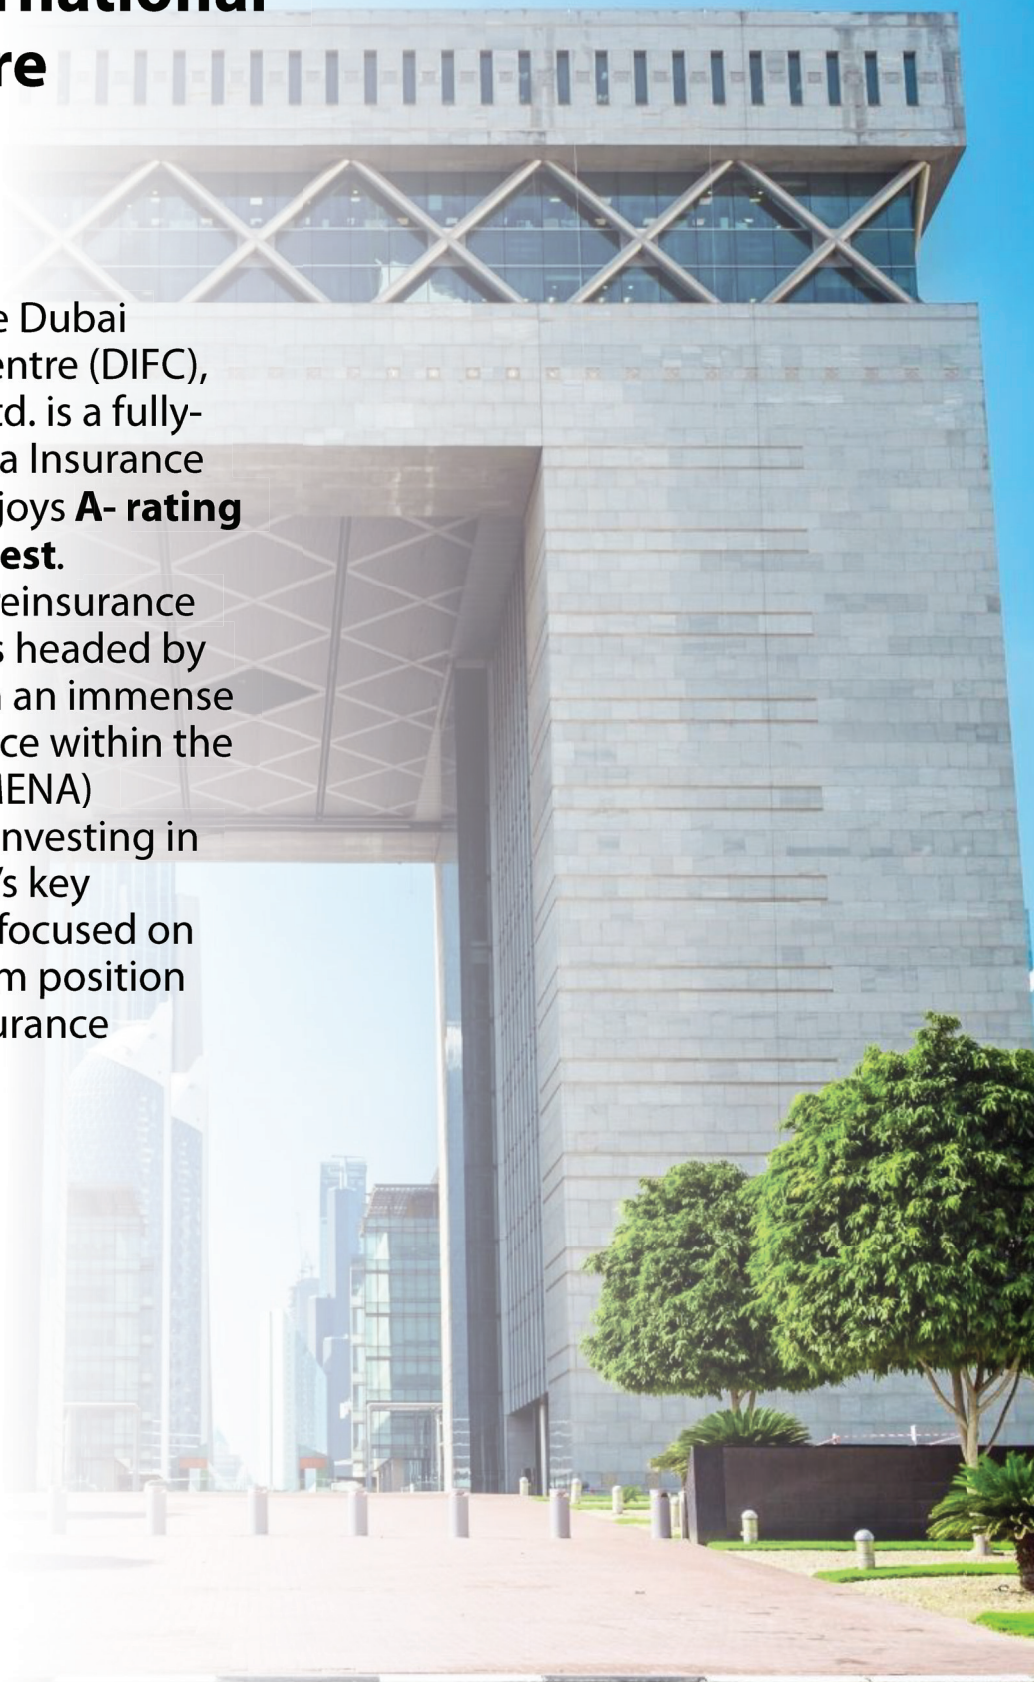 rnational
re
e Dubai
entre (DIFC),
td. is a fully-
a Insurance
joys A- rating
est.
einsurance
s headed by
an immense
ce within the
IENA)
nvesting in
's key
focused on
m position
urance